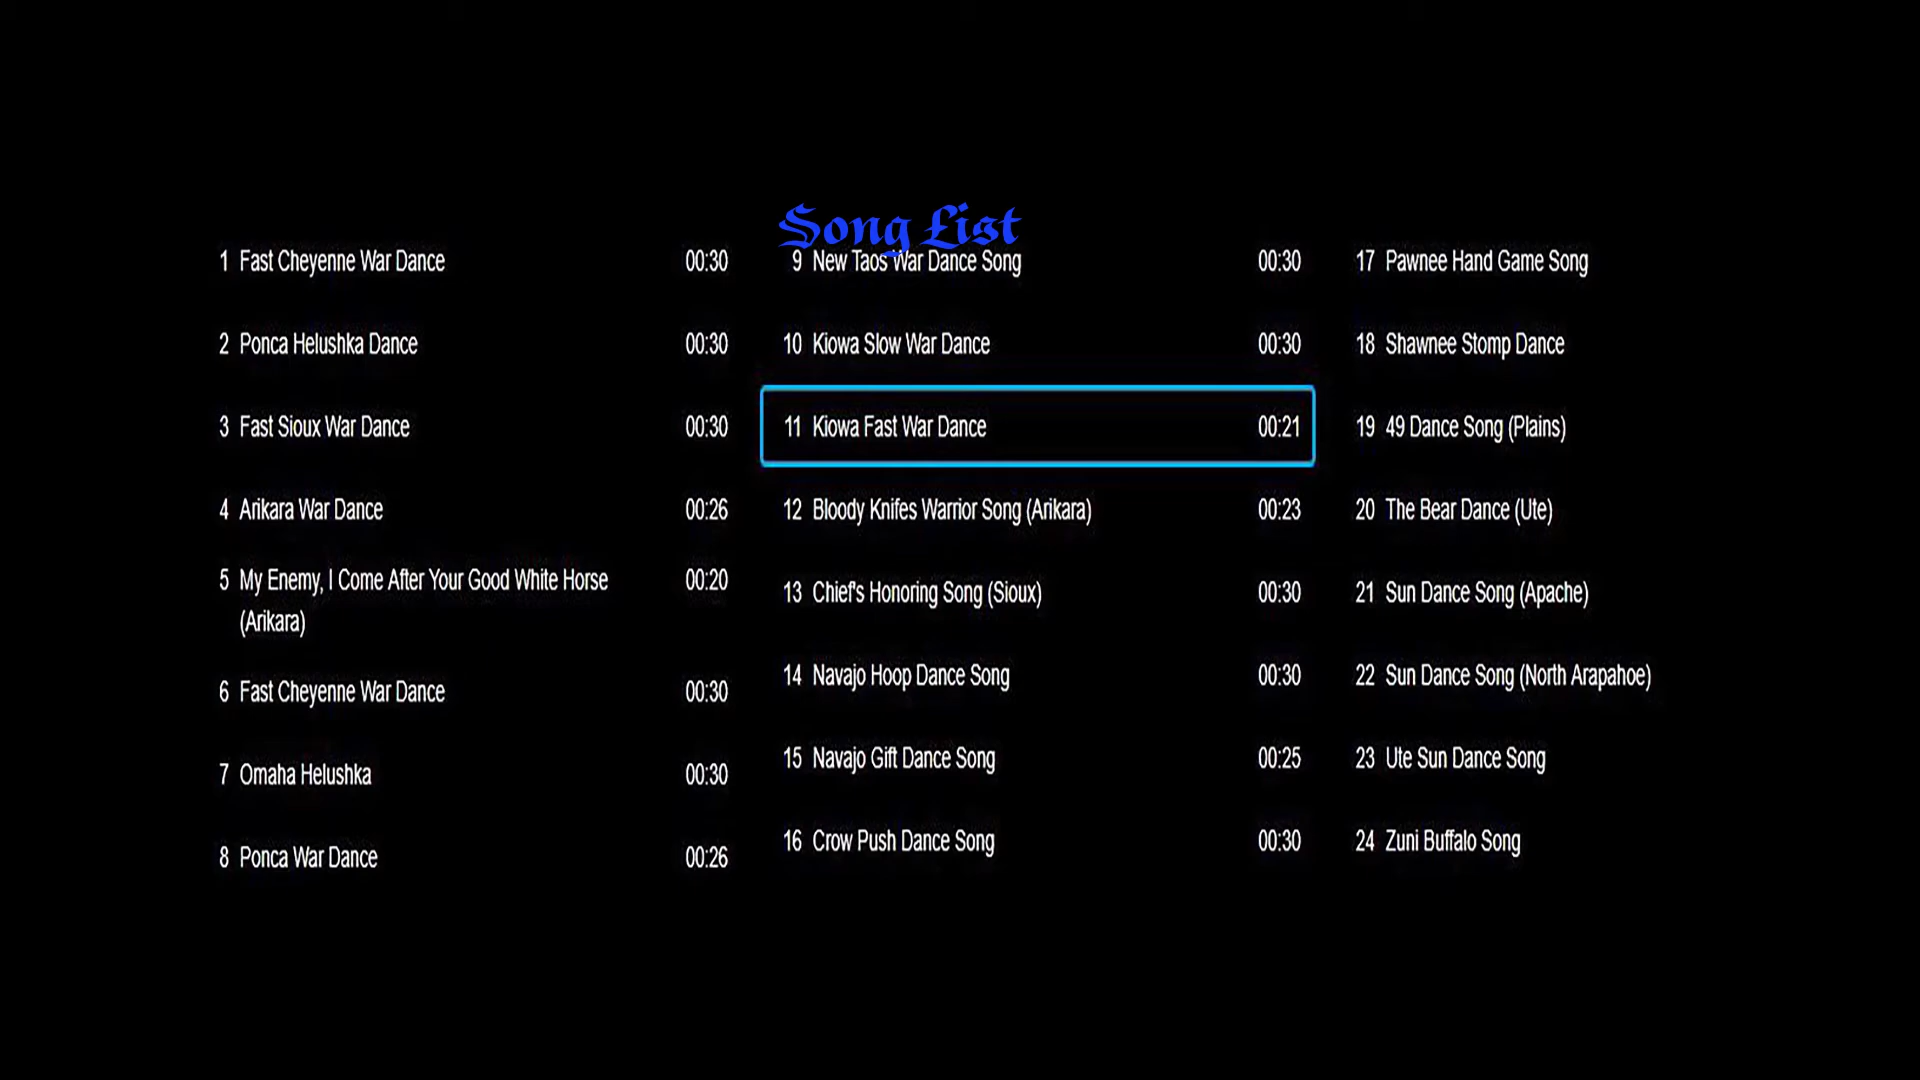 Song List
1 Fast Cheyenne War Dance 00:30
2 Ponca Helushka Dance 00:30
3 Fast Sioux War Dance 00:30
4 Arikara War Dance 00:26
5 My Enemy, I Come After Your Good White Horse 00:20
(Arikara)
6 Fast Cheyenne War Dance 00:30
7 Omaha Helushka 00:30
8 Ponca War Dance 00:26
9 New Taos War Dance Song 00:30
10 Kiowa Slow War Dance 00:30
11 Kiowa Fast War Dance 00:21
12 Bloody Knifes Warrior Song (Arikara) 00:23
13 Chief's Honoring Song (Sioux) 00:30
14 Navajo Hoop Dance Song 00:30
15 Navajo Gift Dance Song 00:25
16 Crow Push Dance Song 00:30
17 Pawnee Hand Game Song
18 Shawnee Stomp Dance
19 49 Dance Song (Plains)
20 The Bear Dance (Ute)
21 Sun Dance Song (Apache)
22 Sun Dance Song (North Arapahoe)
23 Ute Sun Dance Song
24 Zuni Buffalo Song